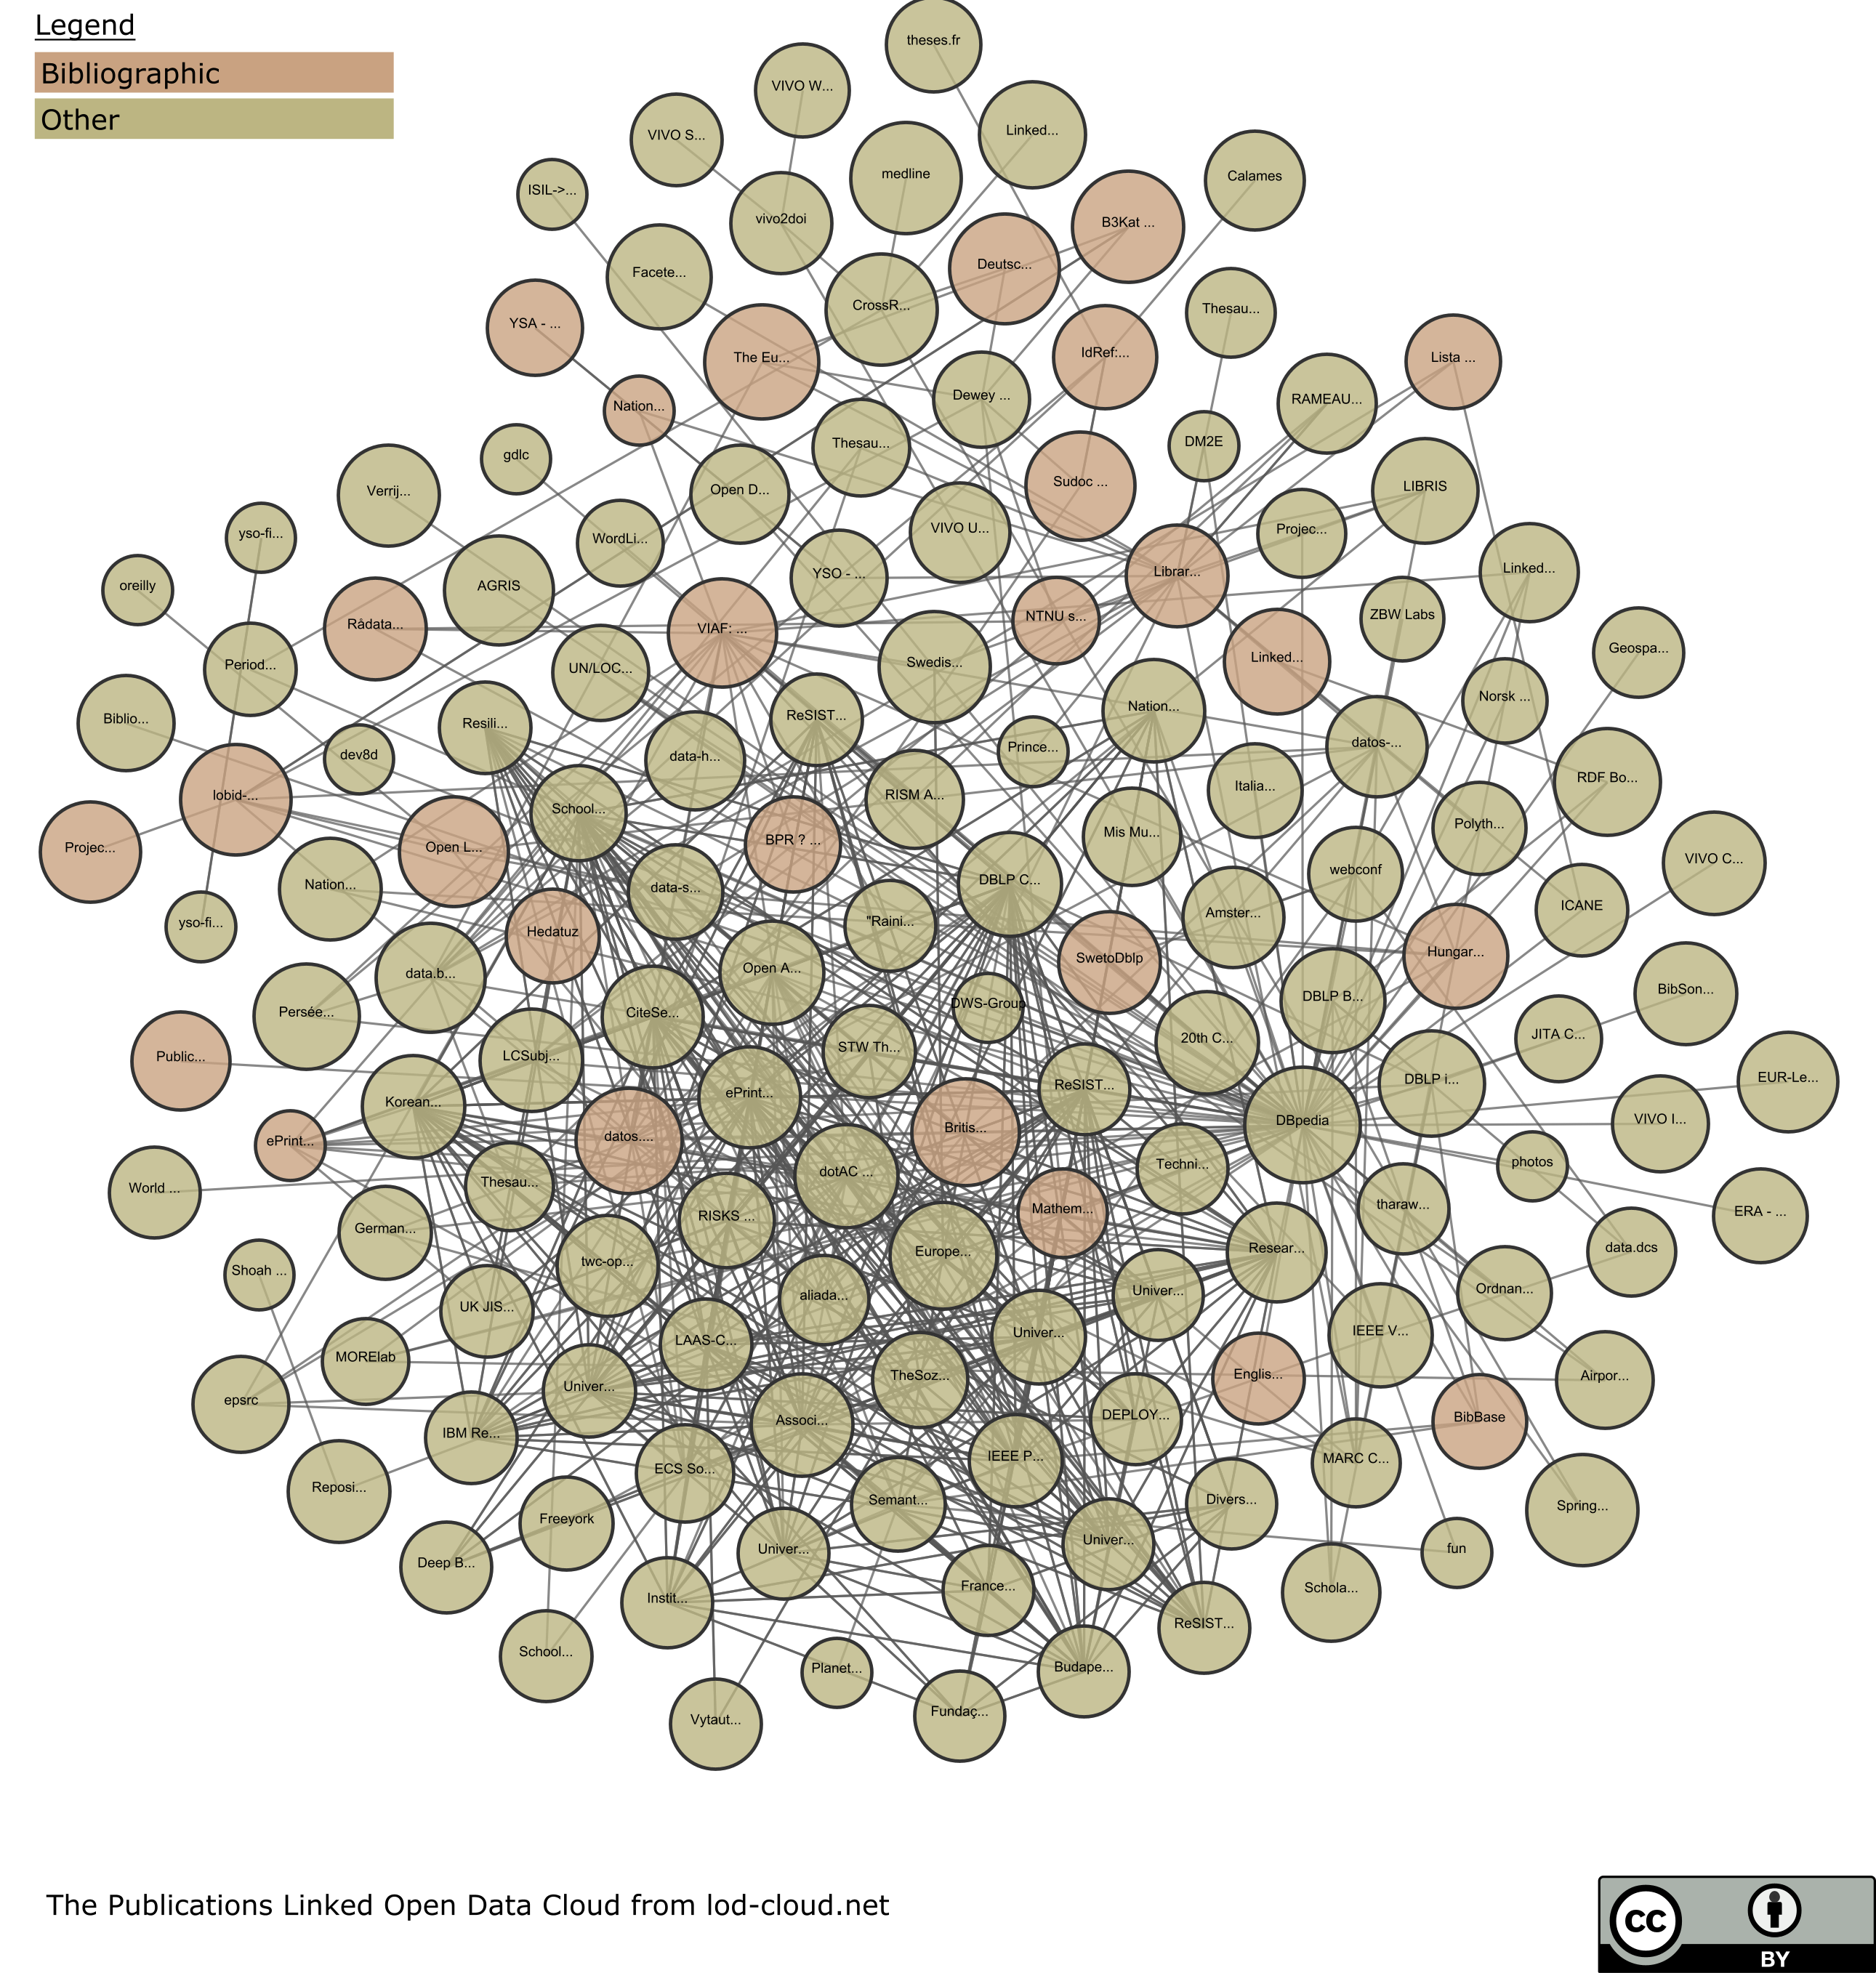 Legend
Bibliographic
Other
theses.fr
VIVO W...
Linked...
VIVO S...
medline
Calames
ISIL->...
vivo2doi
B3Kat ...
Facete...
Deutsc...
CrossR...
Thesau...
YSA - ...
The Eu...
IdRef:...
Lista ...
Nation...
Dewey ...
RAMEAU...
gdlc
Thesau...
DM2E
Verrij...
Open D...
Sudoc ...
LIBRIS
yso-fi...
WordLi...
VIVO U...
Projec...
oreilly
AGRIS
YSO - ...
Librar...
Linked...
Rådata...
VIAF: ...
NTNU s...
ZBW Labs
Period...
UN/LOC...
Swedis...
Linked...
Geospa...
Biblio...
Resili...
ReSIST...
Nation...
Norsk ...
dev8d
data-h...
Prince...
datos-...
lobid-...
School...
RISM A...
Italia...
RDF Bo...
Projec...
Open L...
BPR ? ...
Mis Mu...
Polyth...
VIVO C...
Nation...
data-s...
DBLP C...
webconf
yso-fi...
Hedatuz
"Raini...
Amster...
ICANE
data.b...
Open A...
SwetoDblp
Hungar...
Persée...
CiteSe...
DWS-Group
DBLP B...
BibSon...
Public...
LCSubj...
STW Th...
20th C...
JITA C...
Korean...
ePrint...
ReSIST...
DBLP i...
EUR-Le...
ePrint...
datos....
Britis...
DBpedia
VIVO I...
World ...
Thesau...
dotAC ...
Techni...
photos
German...
RISKS ...
Mathem...
tharaw...
ERA - ...
Shoah ...
twc-op...
Europe...
Resear...
data.dcs
UK JIS...
aliada...
Univer...
Ordnan...
MORElab
LAAS-C...
Univer...
IEEE V...
epsrc
Univer...
TheSoz...
Englis...
Airpor...
IBM Re...
Associ...
DEPLOY...
BibBase
Reposi...
ECS So...
IEEE P...
MARC C...
Freeyork
Semant...
Divers...
Spring...
Deep B...
Univer...
Univer...
fun
Instit...
France...
Schola...
School...
ReSIST...
Planet...
Budape...
Vytaut...
Fundaç...
The Publications Linked Open Data Cloud from lod-cloud.net
cc
BY